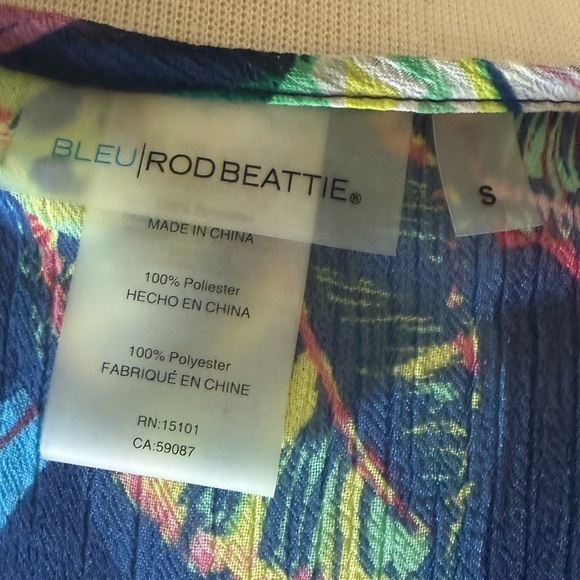 BLEU|RODBEATTIE®
S
MADE IN CHINA
100% Poliester
HECHO EN CHINA
100% Polyester
FABRIQUÉ EN CHINE
RN:15101
CA:59087